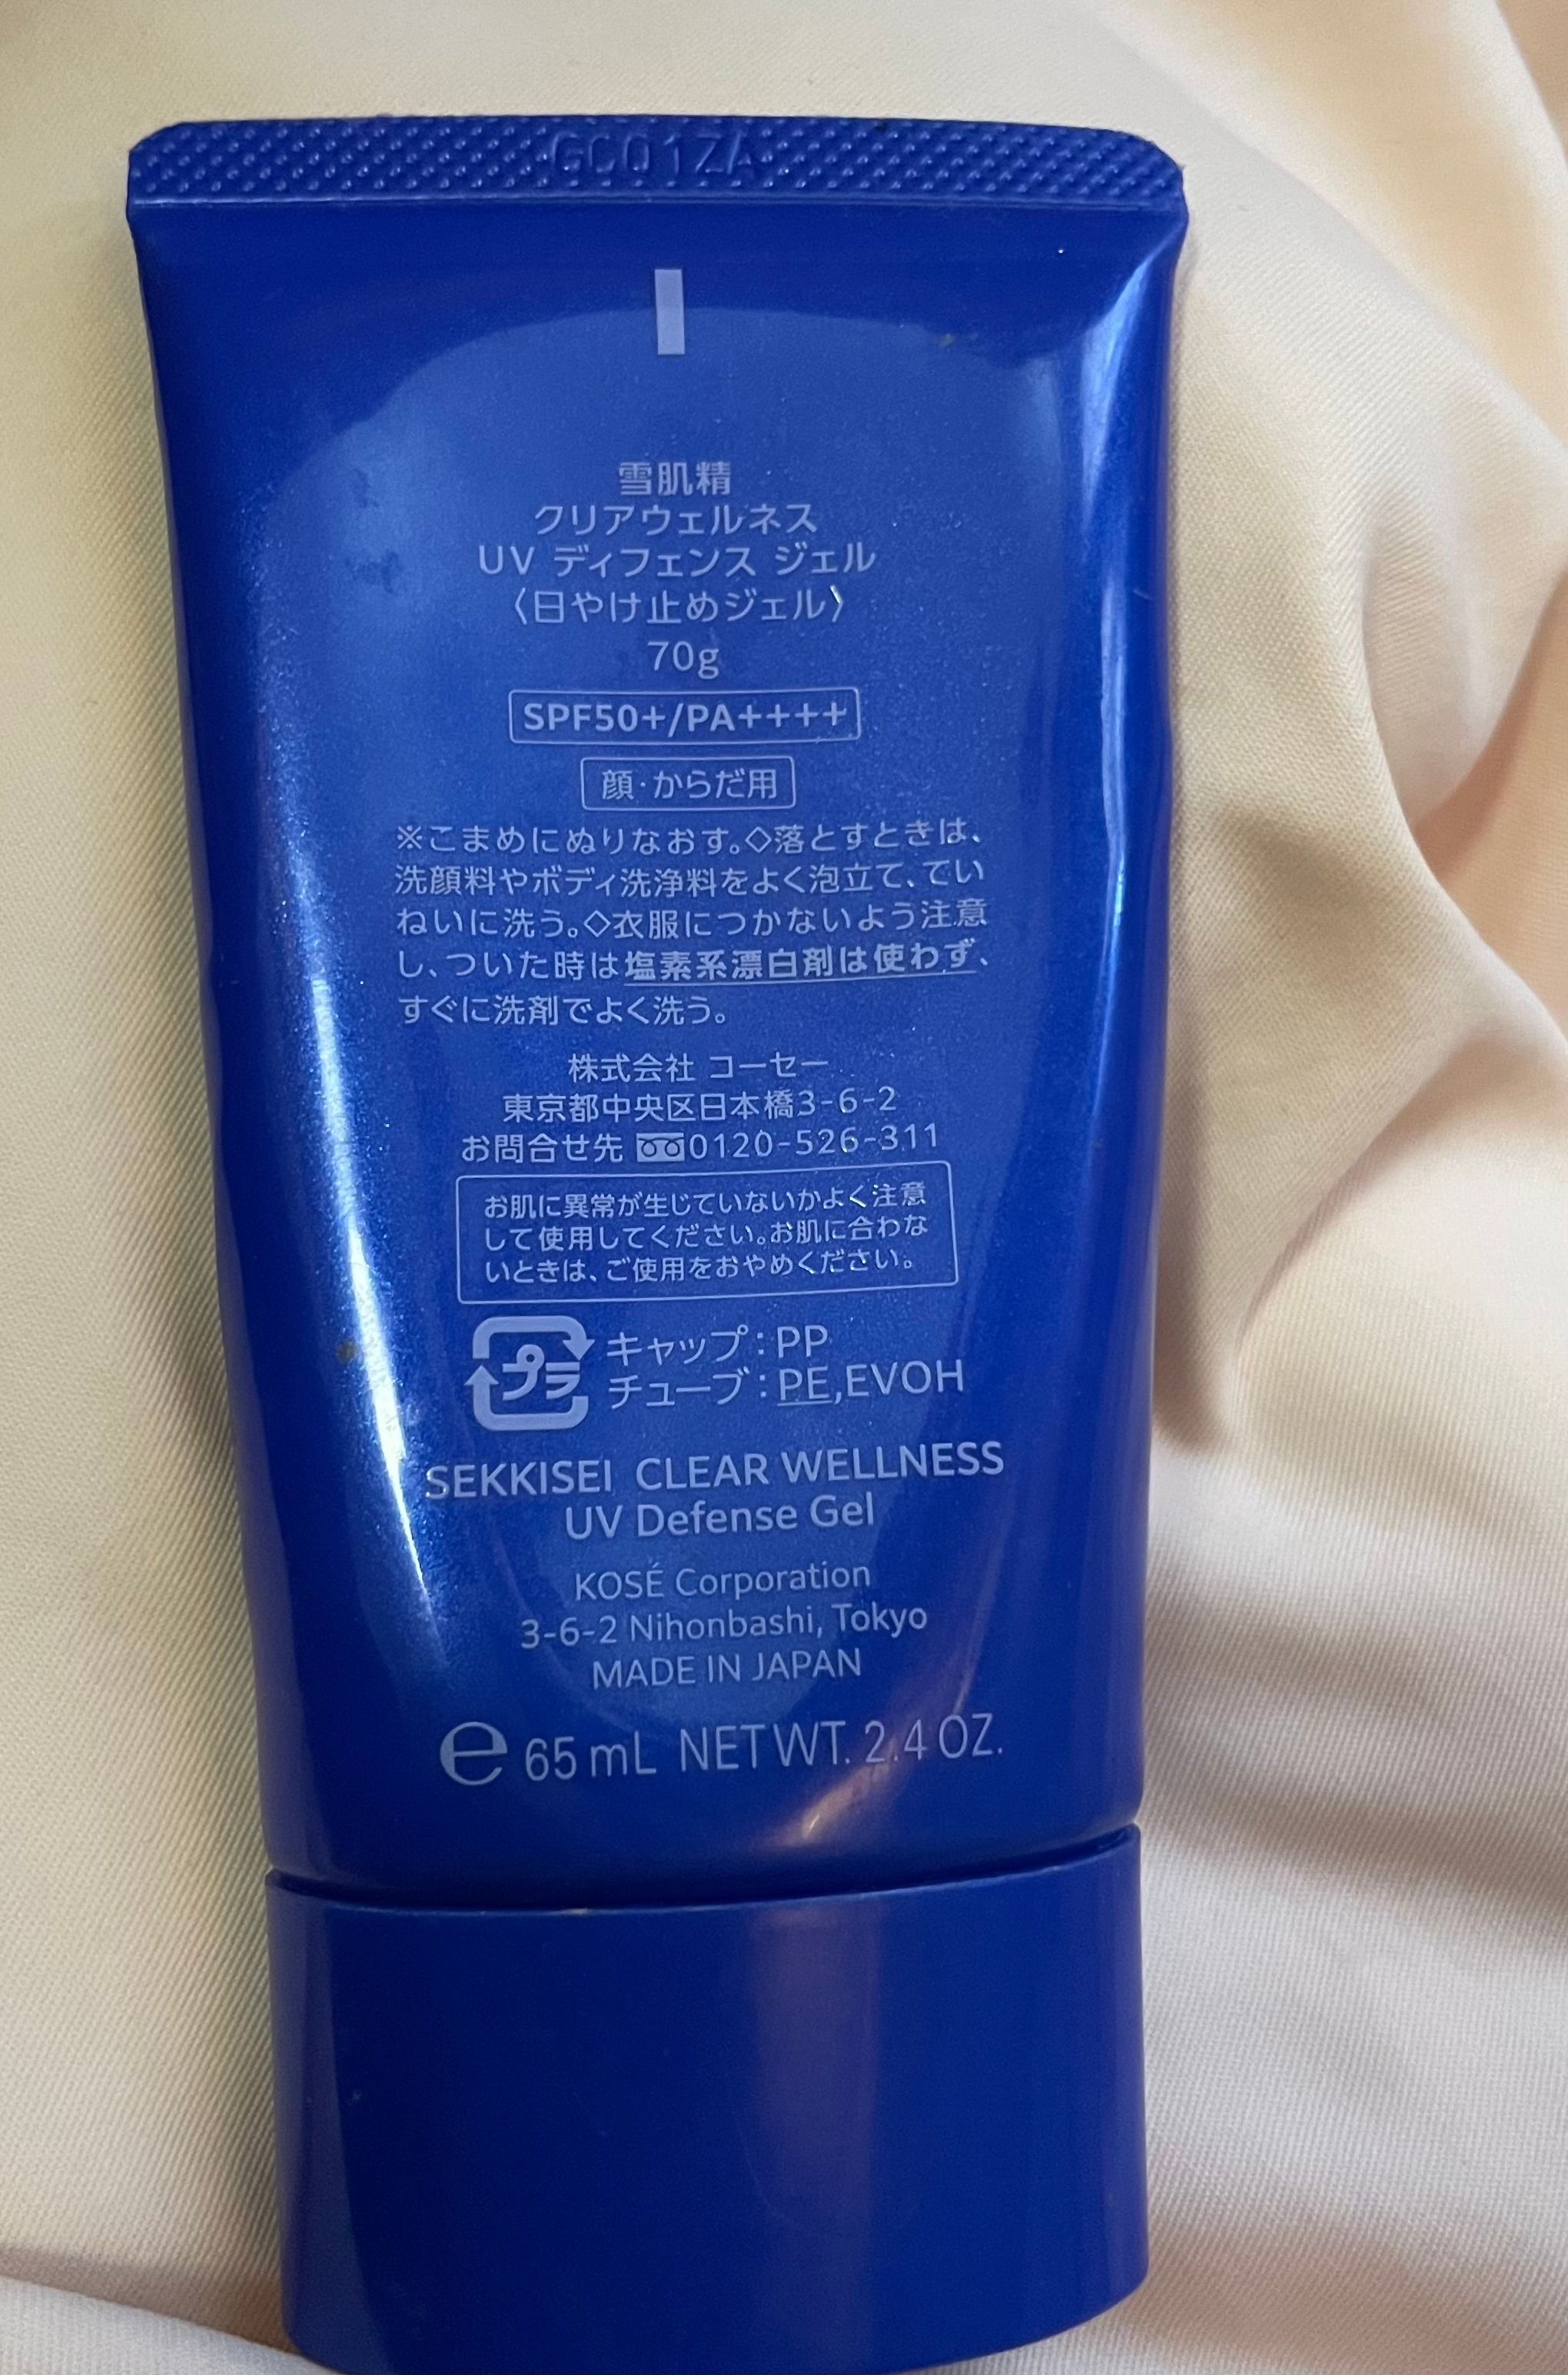 GC01ZA
雪肌精
クリアウェルネス
UV ディフェンス ジェル
〈日やけ止めジェル〉
70g
SPF50+/PA++++
顔・からだ用
※こまめにぬりなおす。◇落とすときは、
洗顔料やボディ洗浄料をよく泡立て、てい
ねいに洗う。◇衣服につかないよう注意
し、ついた時は塩素系漂白剤は使わず、
すぐに洗剤でよく洗う。
株式会社 コーセー
東京都中央区日本橋3-6-2
お問合せ先 0120-526-311
お肌に異常が生じていないかよく注意
して使用してください。お肌に合わな
いときは、ご使用をおやめください。
プラ キャップ：PP
チューブ：PE,EVOH
SEKKISEI CLEAR WELLNESS
UV Defense Gel
KOSÉ Corporation
3-6-2 Nihonbashi, Tokyo
MADE IN JAPAN
℮ 65 mL NET WT. 2.4 OZ.